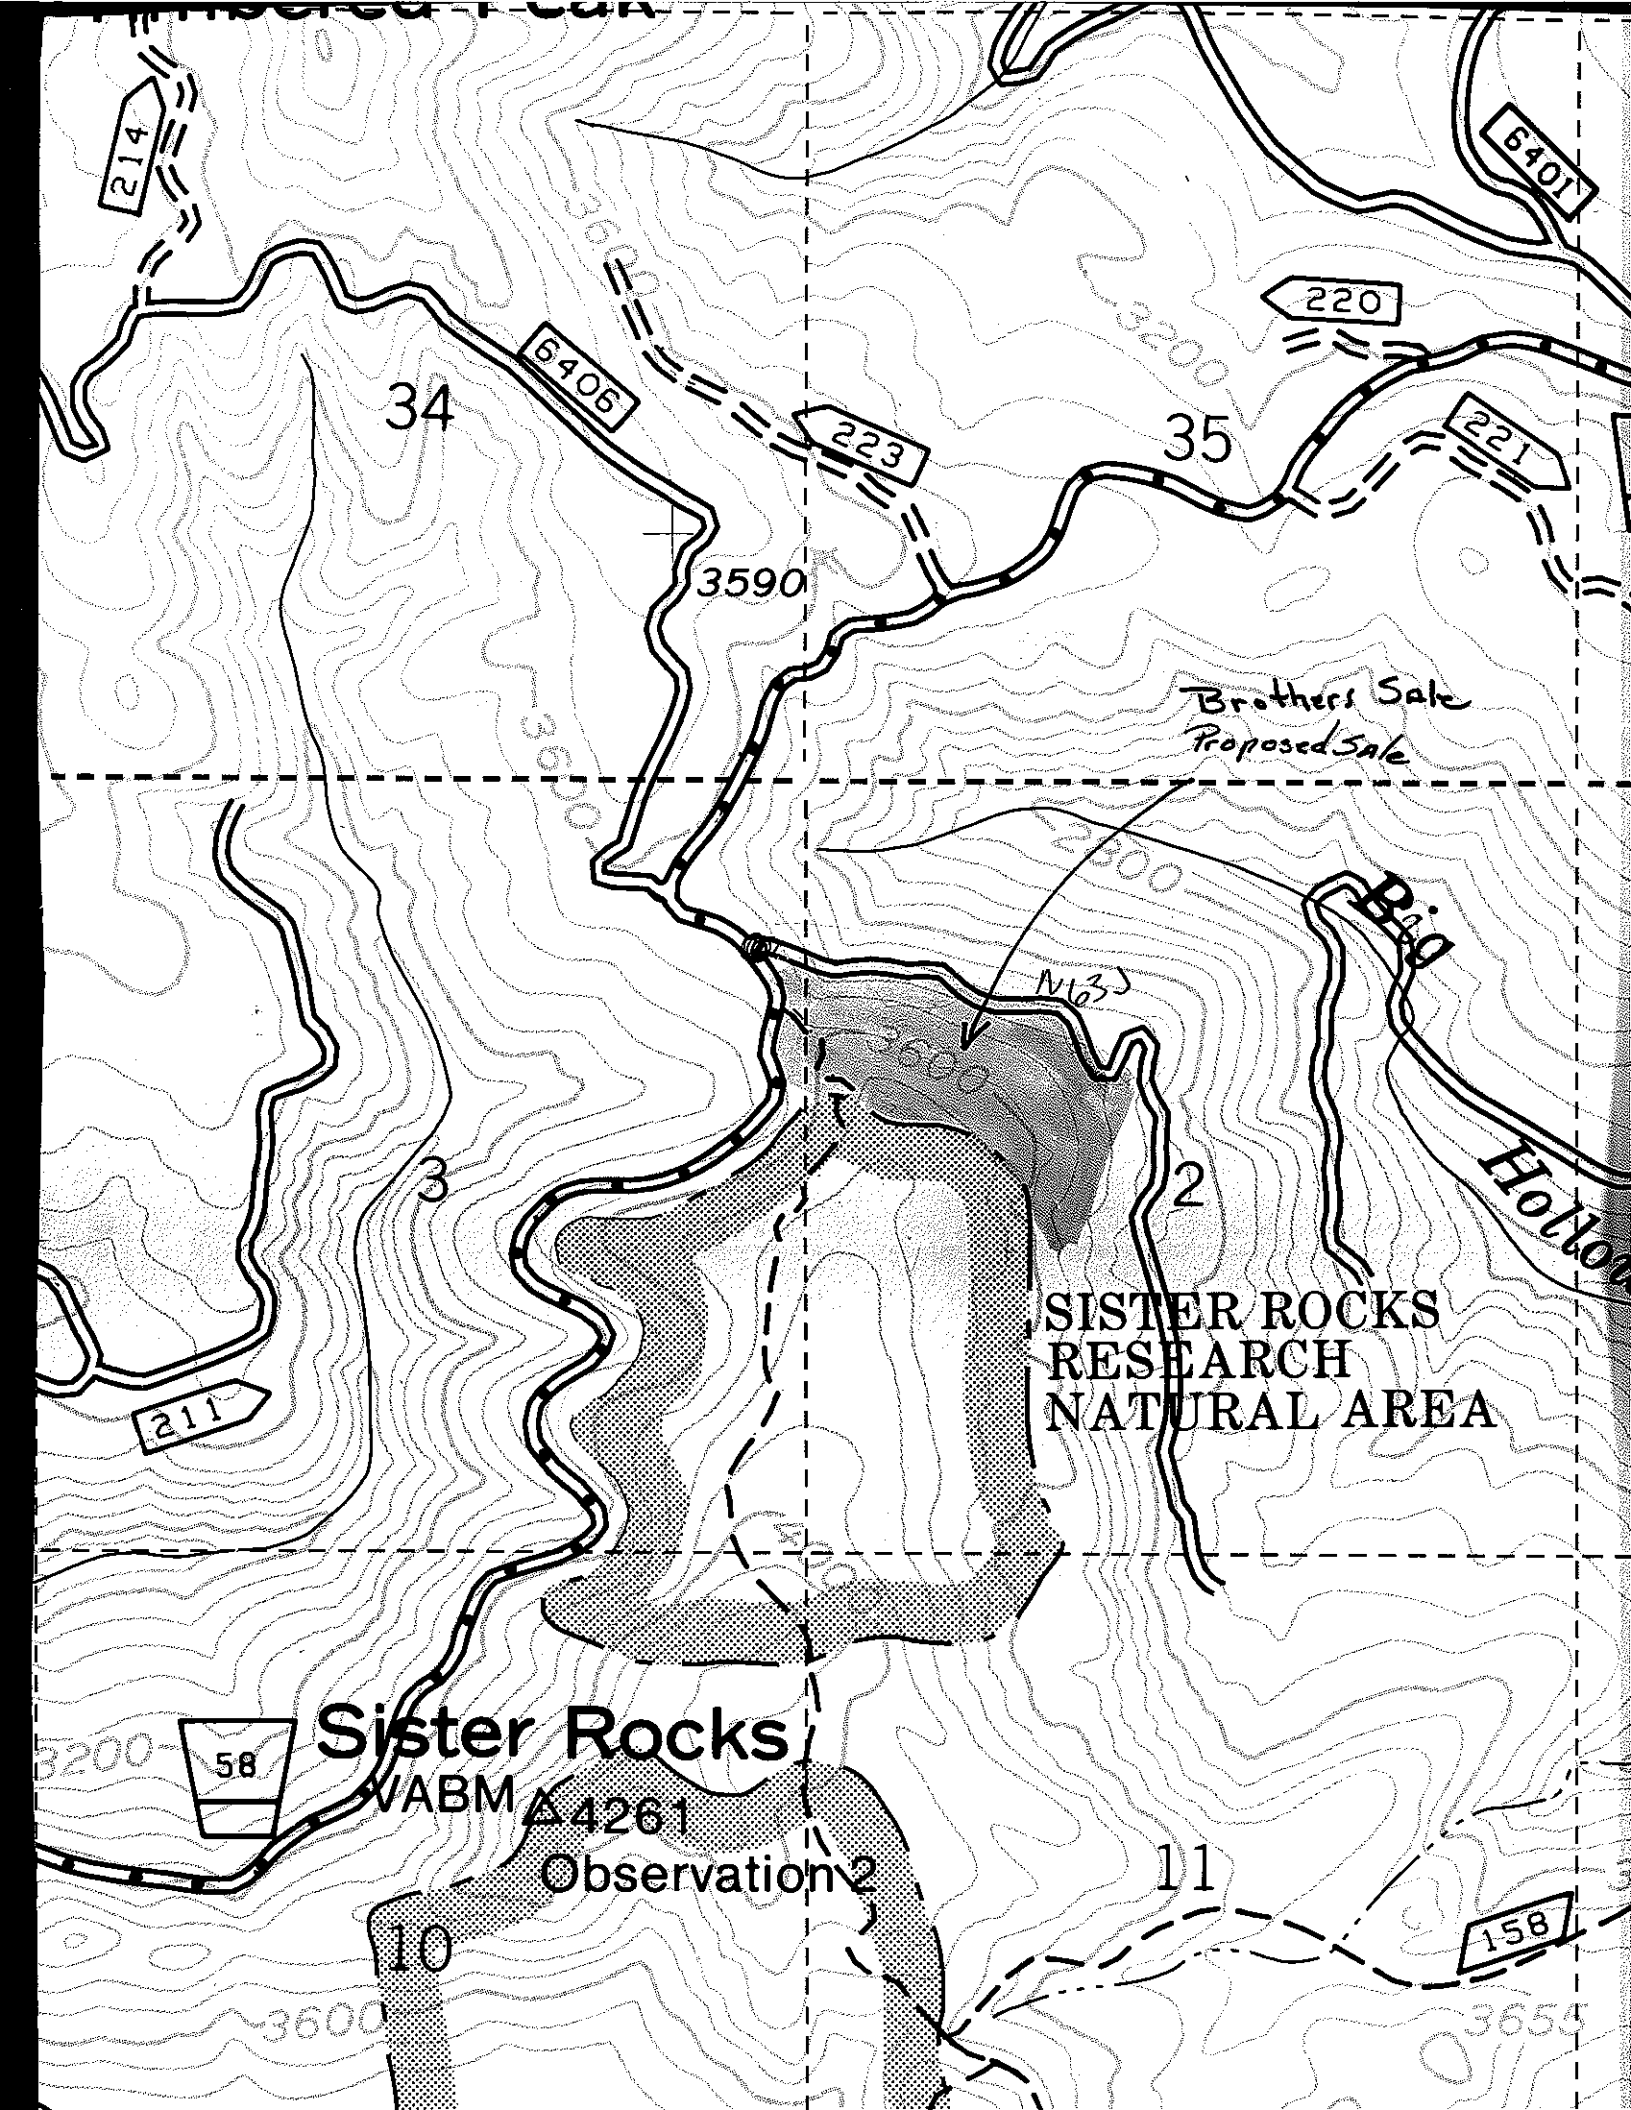 214
6401
3600
220
3200
6406
34
223
35
221
3590
Brothers Sale
Proposed Sale
3600
2800
Big
N63J
3600
3
2
Hollow
SISTER ROCKS
RESEARCH
NATURAL AREA
211
Sister Rocks
3200
58
VABM
4261
Observation 2
11
10
158
3600
3655